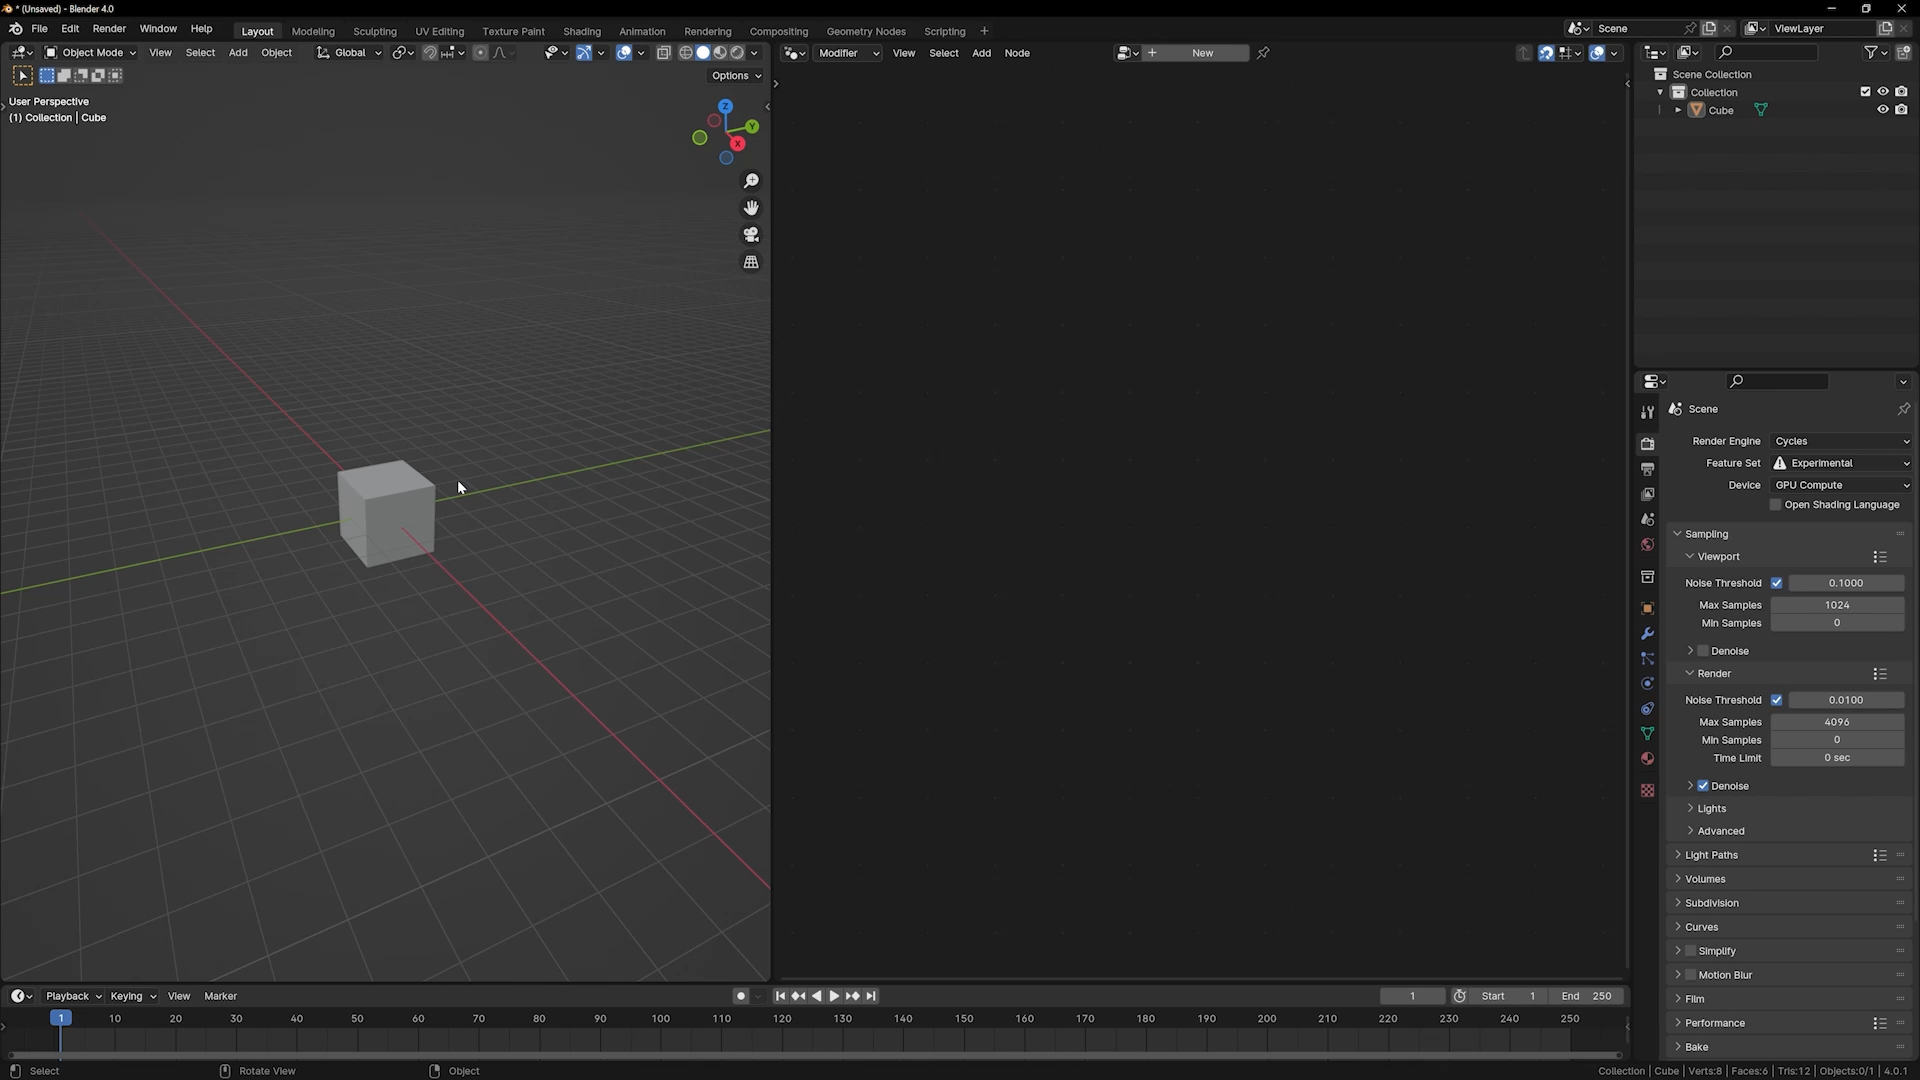 * (Unsaved) - Blender 4.0
File Edit Render Window Help Layout Modeling Sculpting UV Editing Texture Paint Shading Animation Rendering Compositing Geometry Nodes Scripting + Scene ViewLayer
Object Mode View Select Add Object Global Modifier View Select Add Node + New
Options
User Perspective
(1) Collection | Cube
Z
Y
X
Scene Collection
Collection
Cube
Scene
Render Engine Cycles
Feature Set Experimental
Device GPU Compute
Open Shading Language
Sampling
Viewport
Noise Threshold 0.1000
Max Samples 1024
Min Samples 0
Denoise
Render
Noise Threshold 0.0100
Max Samples 4096
Min Samples 0
Time Limit 0 sec
Denoise
Lights
Advanced
Light Paths
Volumes
Subdivision
Curves
Simplify
Motion Blur
Film
Performance
Bake
Playback Keying View Marker 1 Start 1 End 250
1 10 20 30 40 50 60 70 80 90 100 110 120 130 140 150 160 170 180 190 200 210 220 230 240 250
Select Rotate View Object Collection | Cube | Verts:8 | Faces:6 | Tris:12 | Objects:0/1 | 4.0.1